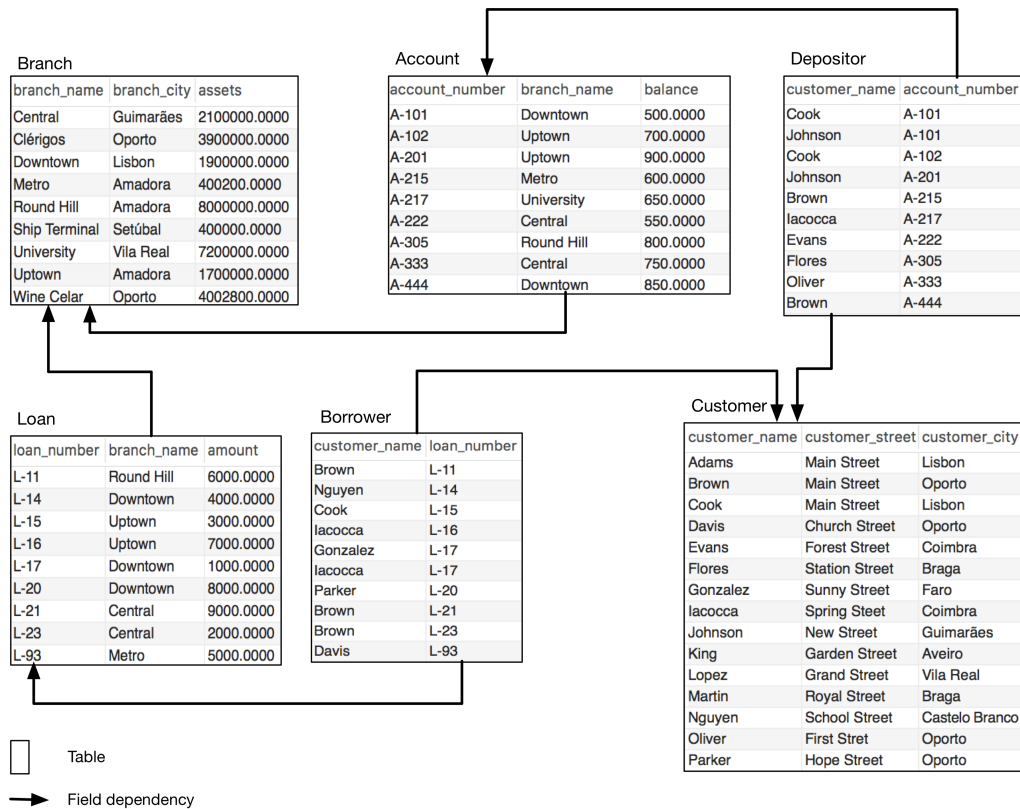 Branch
branch_name branch_city assets
Central Guimarães 2100000.0000
Clérigos Oporto 3900000.0000
Downtown Lisbon 1900000.0000
Metro Amadora 400200.0000
Round Hill Amadora 8000000.0000
Ship Terminal Setúbal 400000.0000
University Vila Real 7200000.0000
Uptown Amadora 1700000.0000
Wine Celar Oporto 4002800.0000
Account
account_number branch_name balance
A-101 Downtown 500.0000
A-102 Uptown 700.0000
A-201 Uptown 900.0000
A-215 Metro 600.0000
A-217 University 650.0000
A-222 Central 550.0000
A-305 Round Hill 800.0000
A-333 Central 750.0000
A-444 Downtown 850.0000
Depositor
customer_name account_number
Cook A-101
Johnson A-101
Cook A-102
Johnson A-201
Brown A-215
Iacocca A-217
Evans A-222
Flores A-305
Oliver A-333
Brown A-444
Loan
loan_number branch_name amount
L-11 Round Hill 6000.0000
L-14 Downtown 4000.0000
L-15 Uptown 3000.0000
L-16 Uptown 7000.0000
L-17 Downtown 1000.0000
L-20 Downtown 8000.0000
L-21 Central 9000.0000
L-23 Central 2000.0000
L-93 Metro 5000.0000
Borrower
customer_name loan_number
Brown L-11
Nguyen L-14
Cook L-15
Iacocca L-16
Gonzalez L-17
Iacocca L-17
Parker L-20
Brown L-21
Brown L-23
Davis L-93
Customer
customer_name customer_street customer_city
Adams Main Street Lisbon
Brown Main Street Oporto
Cook Main Street Lisbon
Davis Church Street Oporto
Evans Forest Street Coimbra
Flores Station Street Braga
Gonzalez Sunny Street Faro
Iacocca Spring Steet Coimbra
Johnson New Street Guimarães
King Garden Street Aveiro
Lopez Grand Street Vila Real
Martin Royal Street Braga
Nguyen School Street Castelo Branco
Oliver First Stret Oporto
Parker Hope Street Oporto
Table
Field dependency